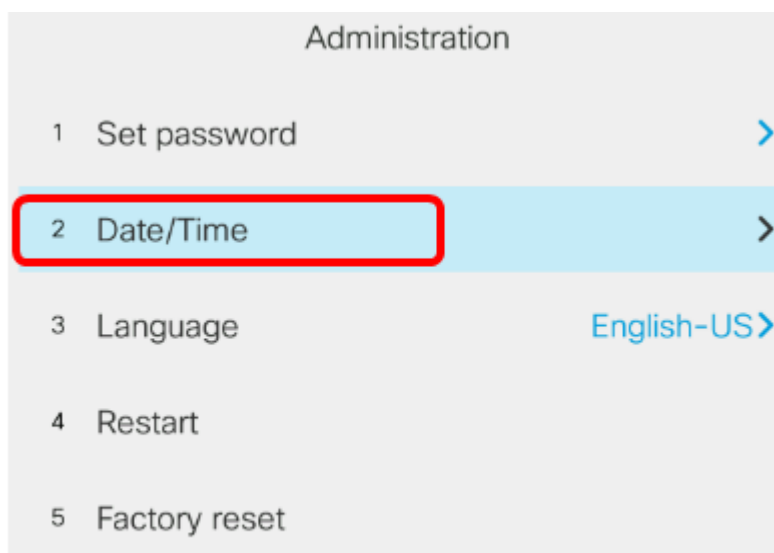 Administration
1 Set password
2 Date/Time
3 Language English-US
4 Restart
5 Factory reset